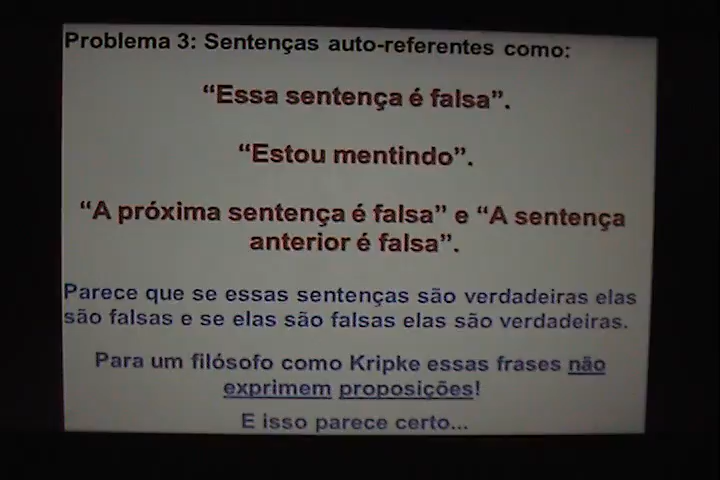 Problema 3: Sentenças auto-referentes como:
“Essa sentença é falsa”.
“Estou mentindo”.
“A próxima sentença é falsa” e “A sentença
anterior é falsa”.
Parece que se essas sentenças são verdadeiras elas
são falsas e se elas são falsas elas são verdadeiras.
Para um filósofo como Kripke essas frases não
exprimem proposições!
E isso parece certo...